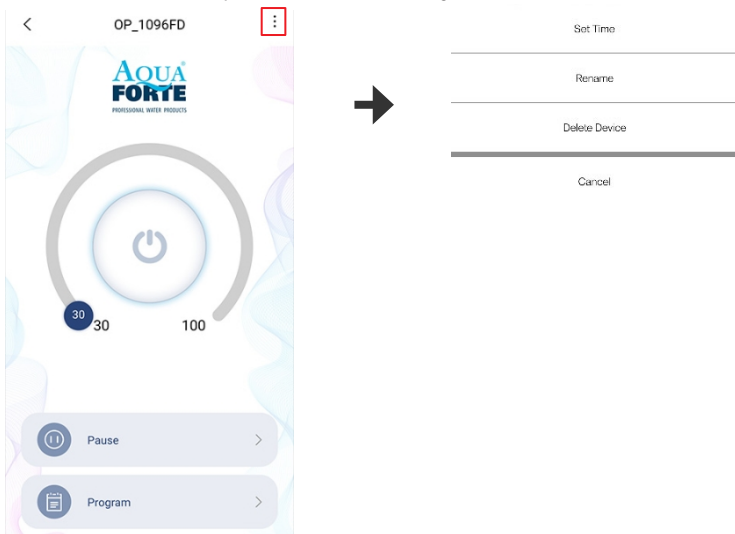 OP_1096FD
AQUA
FORTE
PROFESSIONAL WATER PRODUCTS
30
30
100
Pause
Program
Set Time
Rename
Delete Device
Cancel